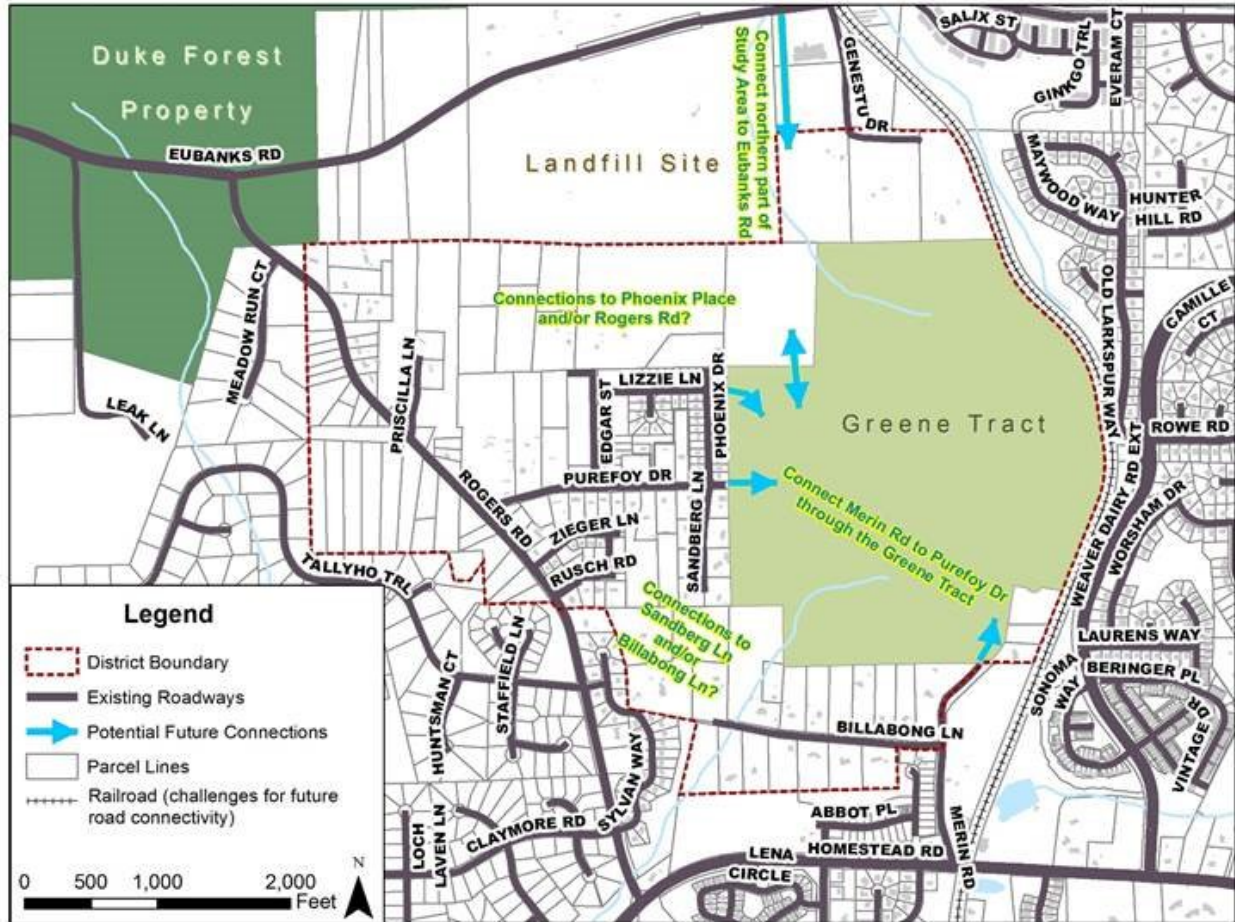 Duke Forest
Property
EUBANKS RD
Landfill Site
Connect northern part of
Study Area to Eubanks Rd
GENESTU DR
SALIX ST
GINKGO TRL
EVERAM CT
MAYWOOD WAY
HUNTER
HILL RD
OLD LARKSPUR WAY
CAMILLE
CT
MEADOW RUN CT
LEAK LN
PRISCILLA LN
Connections to Phoenix Place
and/or Rogers Rd?
EDGAR ST
LIZZIE LN
PHOENIX DR
Greene Tract
ROWE RD
ROGERS RD
PUREFOY DR
SANDBERG LN
ZIEGER LN
RUSCH RD
Connect Merin Rd to Purefoy Dr
through the Greene Tract
WEAVER DAIRY RD EXT
WORSHAM DR
TALLYHO TRL
Connections to
Sandberg Ln
and/or
Billabong Ln?
LAURENS WAY
BERINGER PL
SONOMA
WAY
VINTAGE DR
HUNTSMAN CT
STAFFIELD LN
SYLVAN WAY
BILLABONG LN
ABBOT PL
MERIN RD
LOCH
LAVEN LN
CLAYMORE RD
HOMESTEAD RD
LENA
CIRCLE
Legend
District Boundary
Existing Roadways
Potential Future Connections
Parcel Lines
Railroad (challenges for future
road connectivity)
0 500 1,000 2,000
Feet
N